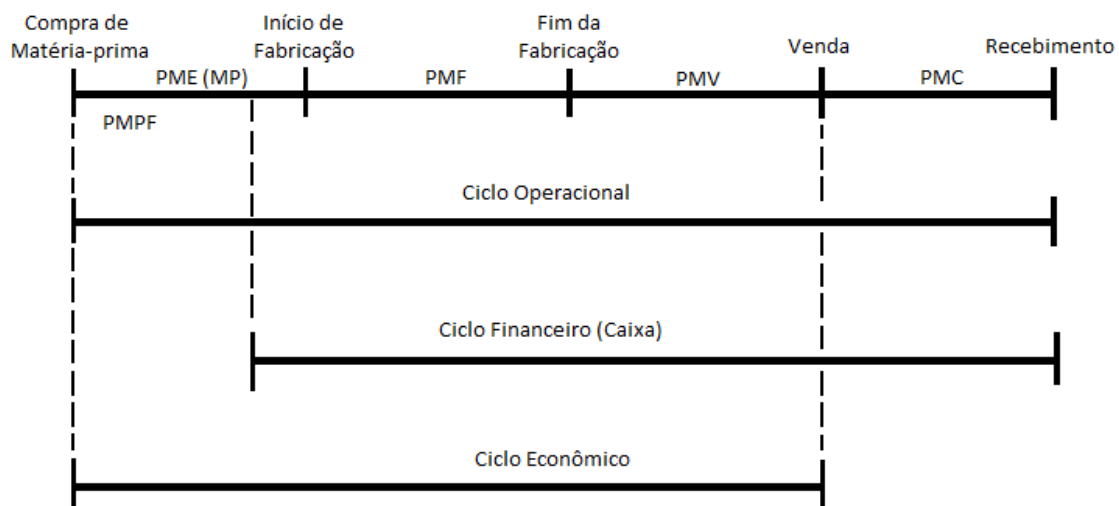 Compra de
Matéria-prima
Início de
Fabricação
Fim da
Fabricação
Venda
Recebimento
PME (MP)
PMF
PMV
PMC
PMPF
Ciclo Operacional
Ciclo Financeiro (Caixa)
Ciclo Econômico